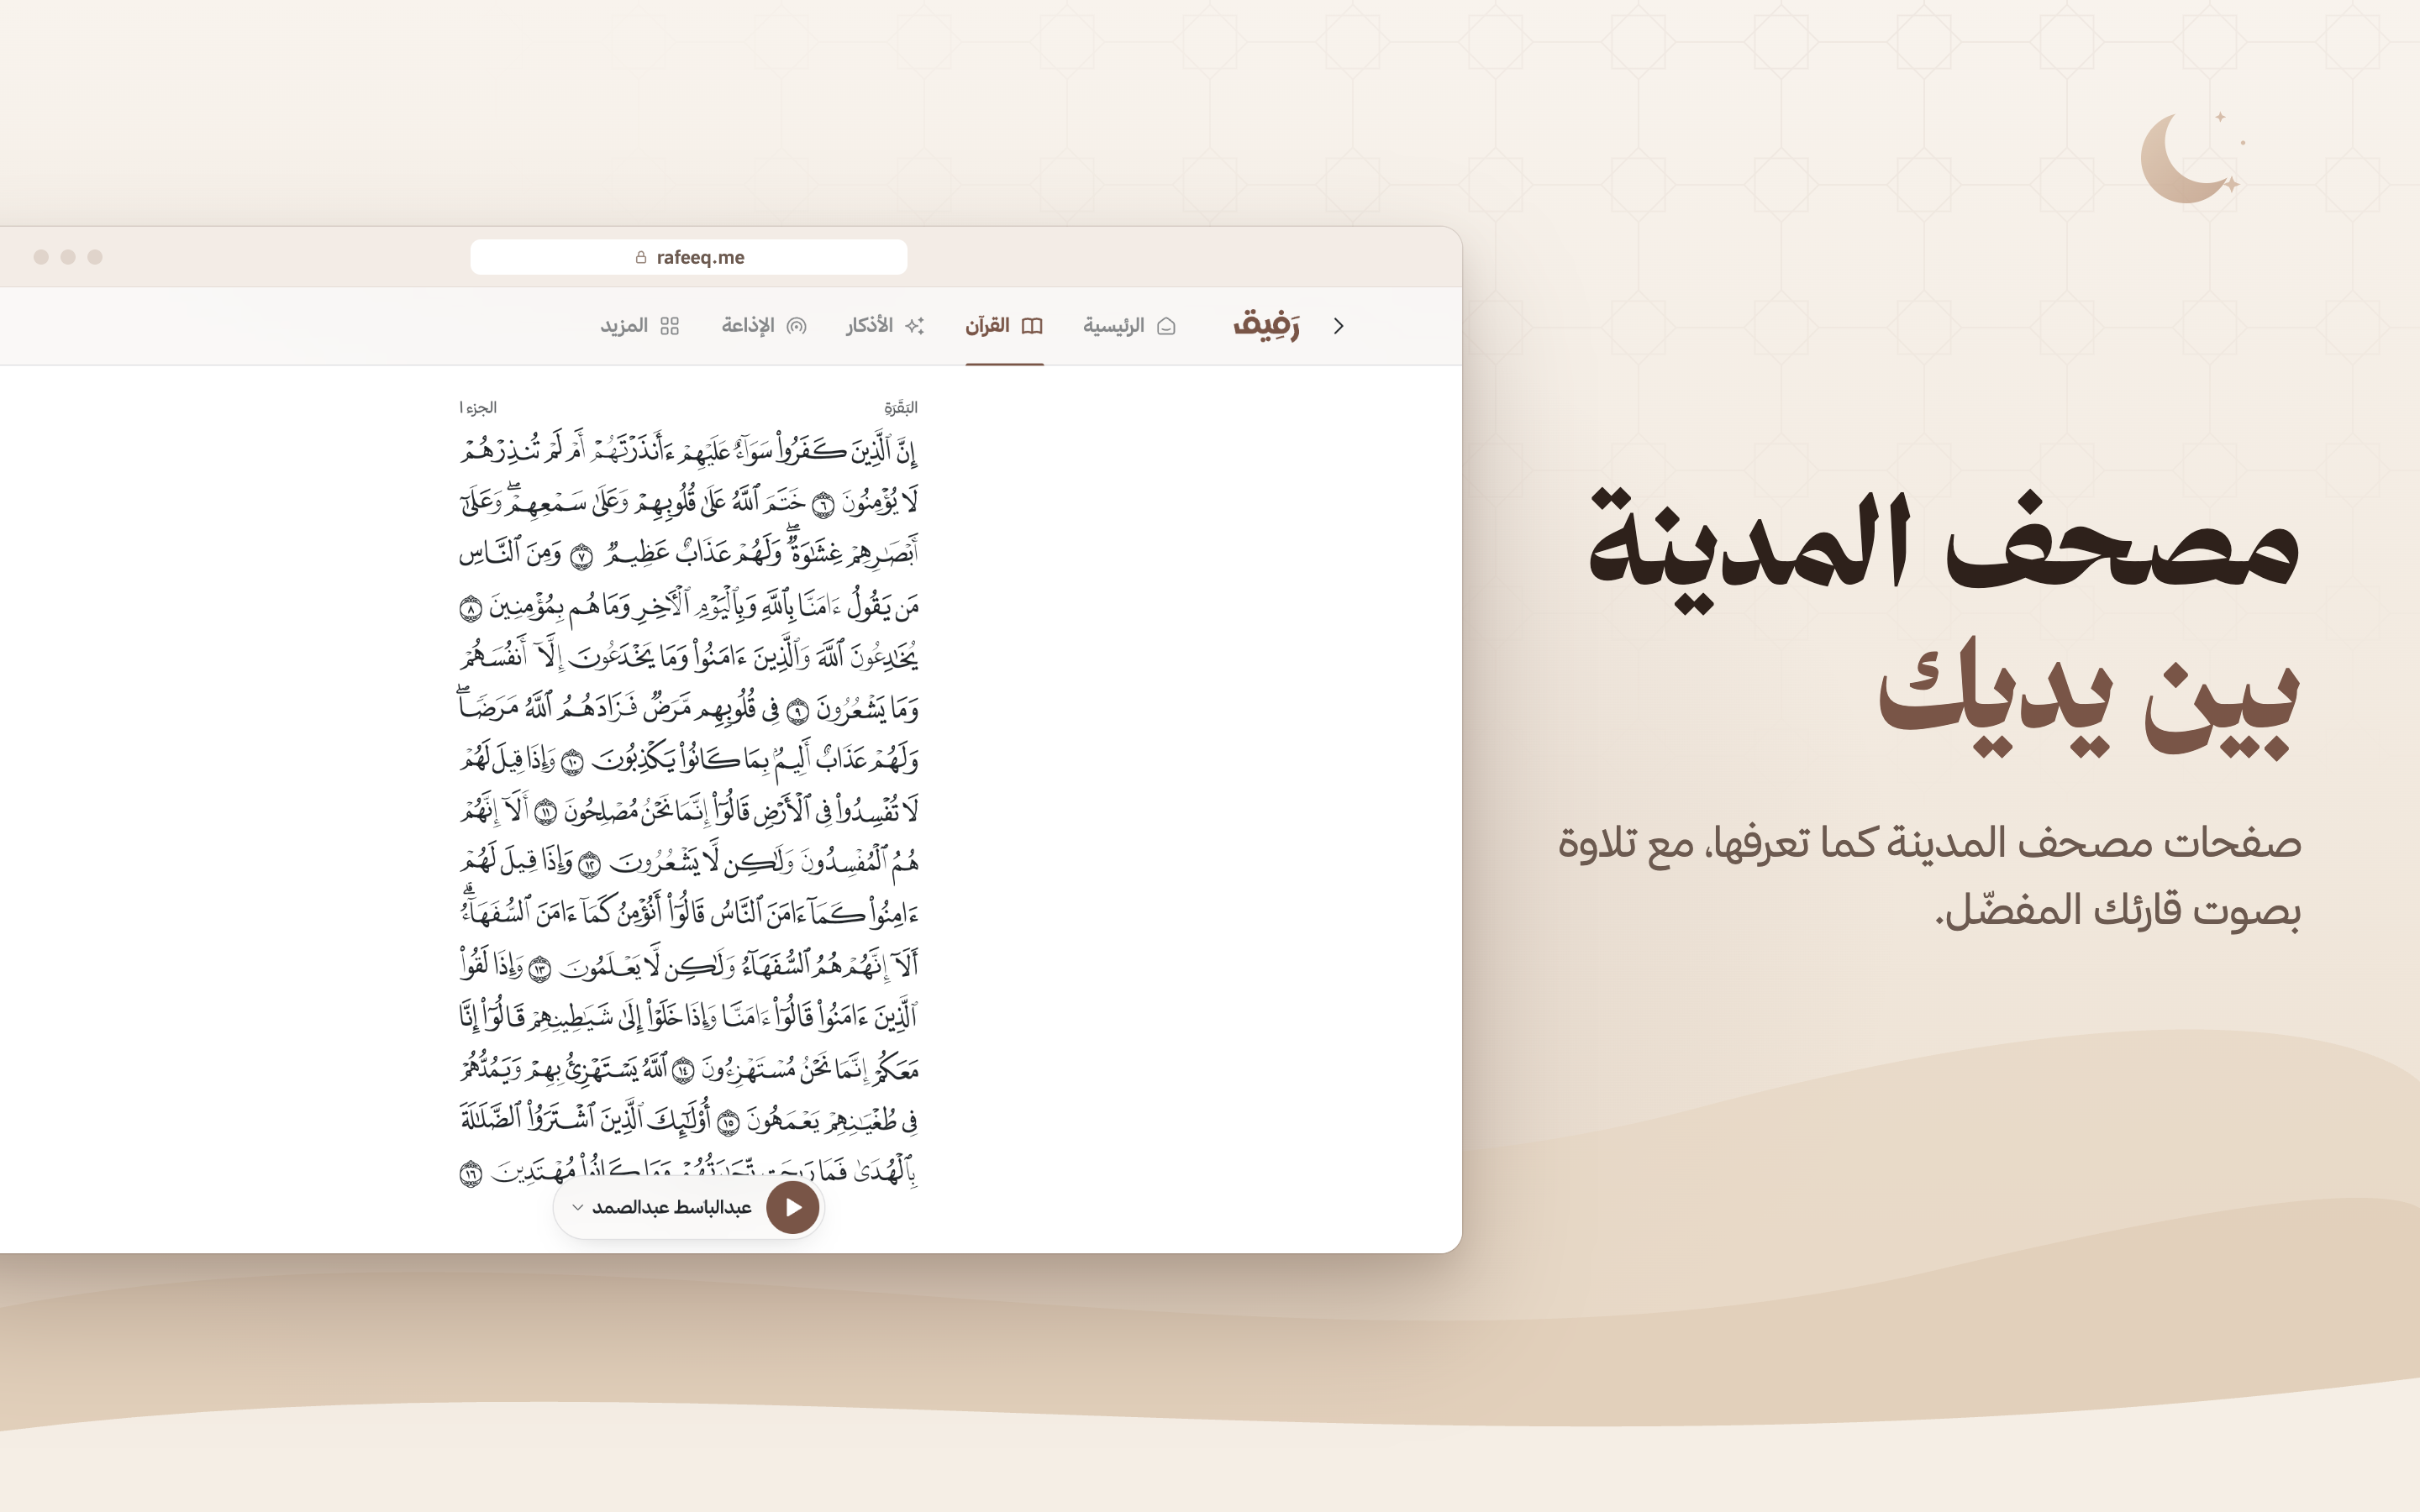 مصحف المدينة
بين يديك
صفحات مصحف المدينة كما تعرفها، مع تلاوة
بصوت قارئك المفضّل.
rafeeq.me
رَفِيق الرئيسية القرآن الأذكار الإذاعة المزيد
البَقَرَةِ الجزء ١
إِنَّ ٱلَّذِينَ كَفَرُوا۟ سَوَآءٌ عَلَيْهِمْ ءَأَنذَرْتَهُمْ أَمْ لَمْ تُنذِرْهُمْ
لَا يُؤْمِنُونَ ٦ خَتَمَ ٱللَّهُ عَلَىٰ قُلُوبِهِمْ وَعَلَىٰ سَمْعِهِمْ ۖ وَعَلَىٰٓ
أَبْصَـٰرِهِمْ غِشَـٰوَةٌ ۖ وَلَهُمْ عَذَابٌ عَظِيمٌ ٧ وَمِنَ ٱلنَّاسِ
مَن يَقُولُ ءَامَنَّا بِٱللَّهِ وَبِٱلْيَوْمِ ٱلْـَٔاخِرِ وَمَا هُم بِمُؤْمِنِينَ ٨
يُخَـٰدِعُونَ ٱللَّهَ وَٱلَّذِينَ ءَامَنُوا۟ وَمَا يَخْدَعُونَ إِلَّآ أَنفُسَهُمْ
وَمَا يَشْعُرُونَ ٩ فِى قُلُوبِهِم مَّرَضٌ فَزَادَهُمُ ٱللَّهُ مَرَضًا ۖ
وَلَهُمْ عَذَابٌ أَلِيمٌۢ بِمَا كَانُوا۟ يَكْذِبُونَ ١٠ وَإِذَا قِيلَ لَهُمْ
لَا تُفْسِدُوا۟ فِى ٱلْأَرْضِ قَالُوٓا۟ إِنَّمَا نَحْنُ مُصْلِحُونَ ١١ أَلَآ إِنَّهُمْ
هُمُ ٱلْمُفْسِدُونَ وَلَـٰكِن لَّا يَشْعُرُونَ ١٢ وَإِذَا قِيلَ لَهُمْ
ءَامِنُوا۟ كَمَآ ءَامَنَ ٱلنَّاسُ قَالُوٓا۟ أَنُؤْمِنُ كَمَآ ءَامَنَ ٱلسُّفَهَآءُ ۗ
أَلَآ إِنَّهُمْ هُمُ ٱلسُّفَهَآءُ وَلَـٰكِن لَّا يَعْلَمُونَ ١٣ وَإِذَا لَقُوا۟
ٱلَّذِينَ ءَامَنُوا۟ قَالُوٓا۟ ءَامَنَّا وَإِذَا خَلَوْا۟ إِلَىٰ شَيَـٰطِينِهِمْ قَالُوٓا۟ إِنَّا
مَعَكُمْ إِنَّمَا نَحْنُ مُسْتَهْزِءُونَ ١٤ ٱللَّهُ يَسْتَهْزِئُ بِهِمْ وَيَمُدُّهُمْ
فِى طُغْيَـٰنِهِمْ يَعْمَهُونَ ١٥ أُو۟لَـٰٓئِكَ ٱلَّذِينَ ٱشْتَرَوُا۟ ٱلضَّلَـٰلَةَ
بِٱلْهُدَىٰ فَمَا رَبِحَت تِّجَـٰرَتُهُمْ وَمَا كَانُوا۟ مُهْتَدِينَ ١٦
عبدالباسط عبدالصمد